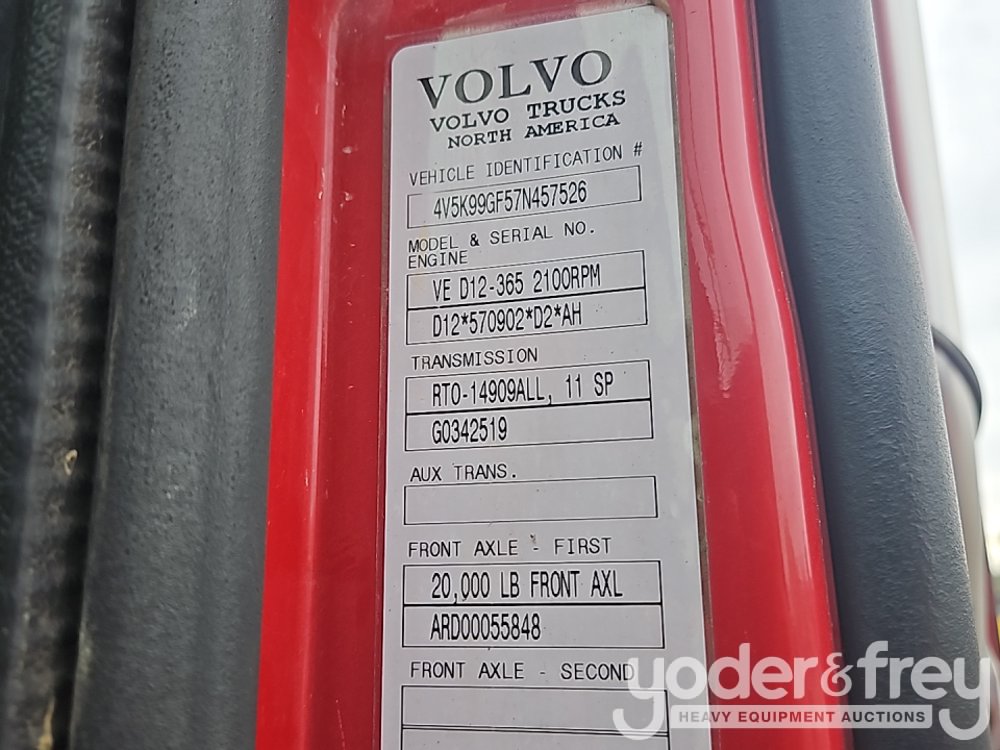 VOLVO
VOLVO TRUCKS
NORTH AMERICA
VEHICLE IDENTIFICATION #
4V5K99GF57N457526
MODEL & SERIAL NO.
ENGINE
VE D12-365 2100RPM
D12*570902*D2*AH
TRANSMISSION
RTO-14909ALL, 11 SP
G0342519
AUX TRANS.
FRONT AXLE - FIRST
20,000 LB FRONT AXL
ARD00055848
FRONT AXLE - SECOND
yoder&frey
HEAVY EQUIPMENT AUCTIONS